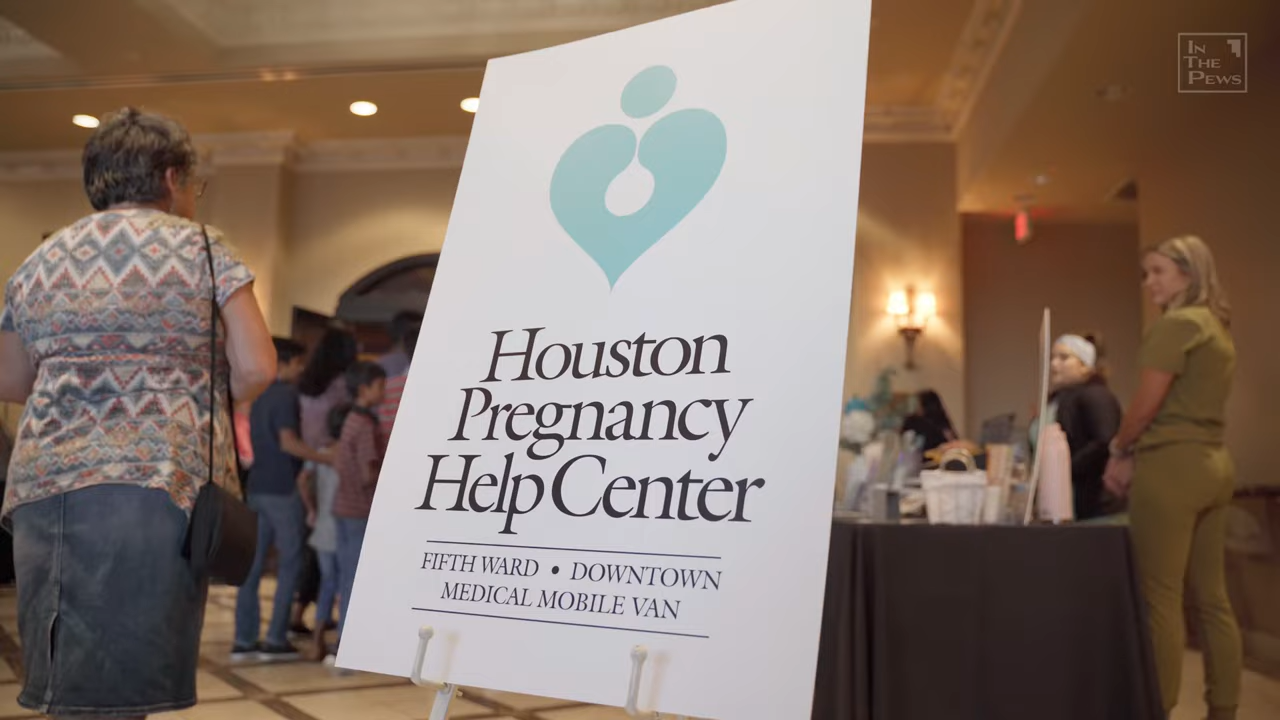 IN
THE
PEWS
Houston
Pregnancy
Help Center
FIFTH WARD • DOWNTOWN
MEDICAL MOBILE VAN